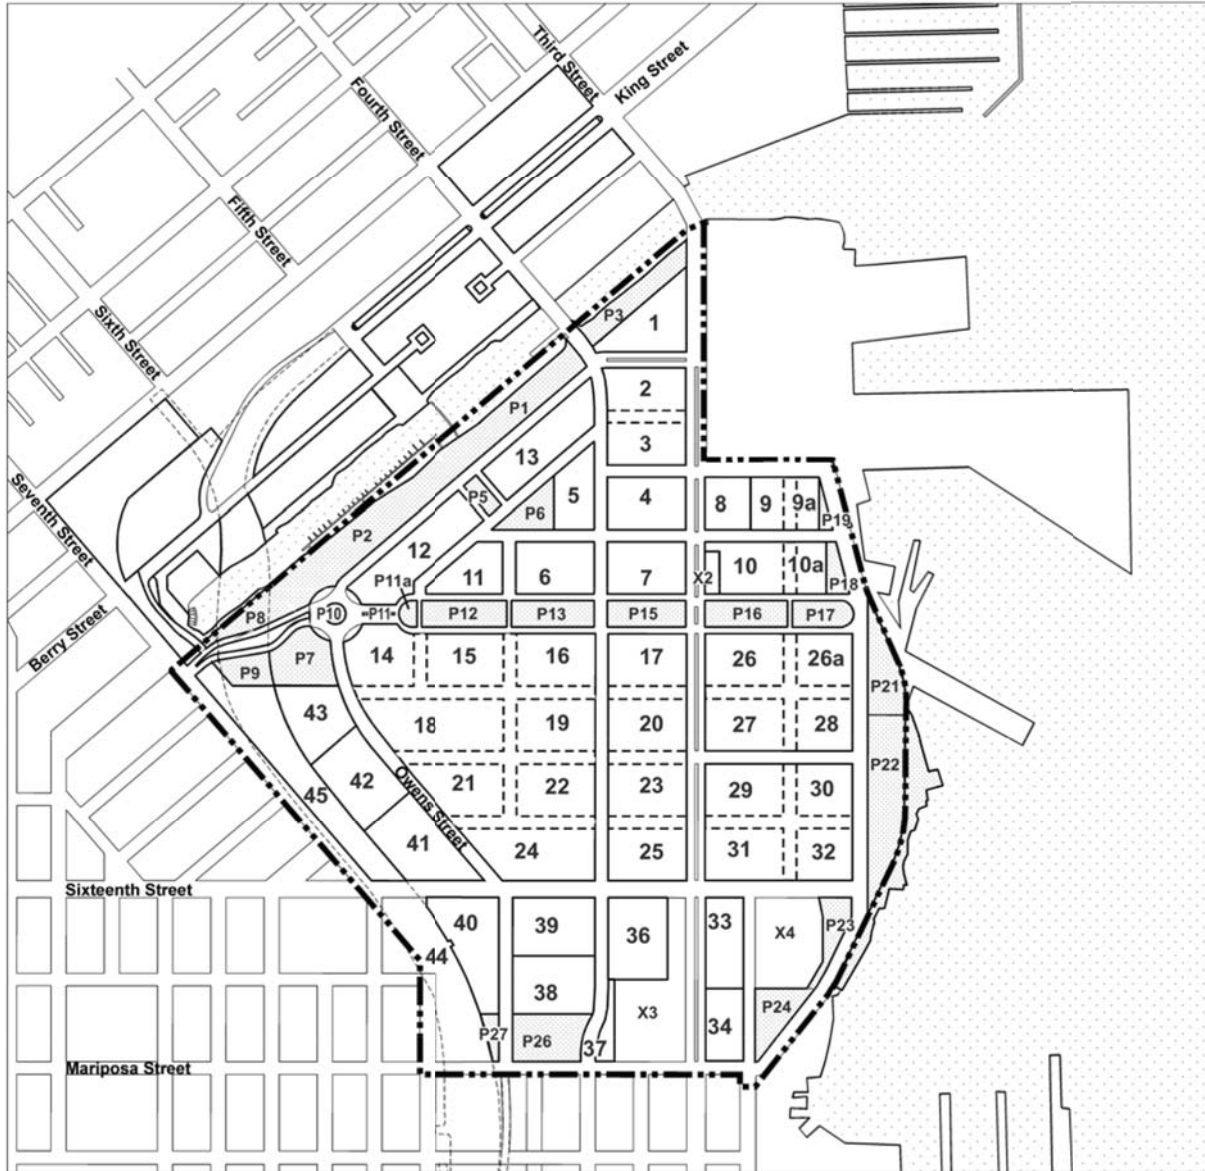 Third Street
King Street
Fourth Street
Fifth Street
Sixth Street
Seventh Street
Berry Street
P3
1
2
P1
3
13
P5
5
4
8
9
9a
P6
P19
P2
12
P11a
11
6
7
X2
10
10a
P18
P8
P10
P11
P12
P13
P15
P16
P17
P7
P9
14
15
16
17
26
26a
P21
43
18
19
20
27
28
P22
42
Owens Street
21
22
23
29
30
45
41
24
25
31
32
Sixteenth Street
40
39
36
33
X4
P23
44
38
X3
34
P24
P27
P26
37
Mariposa Street